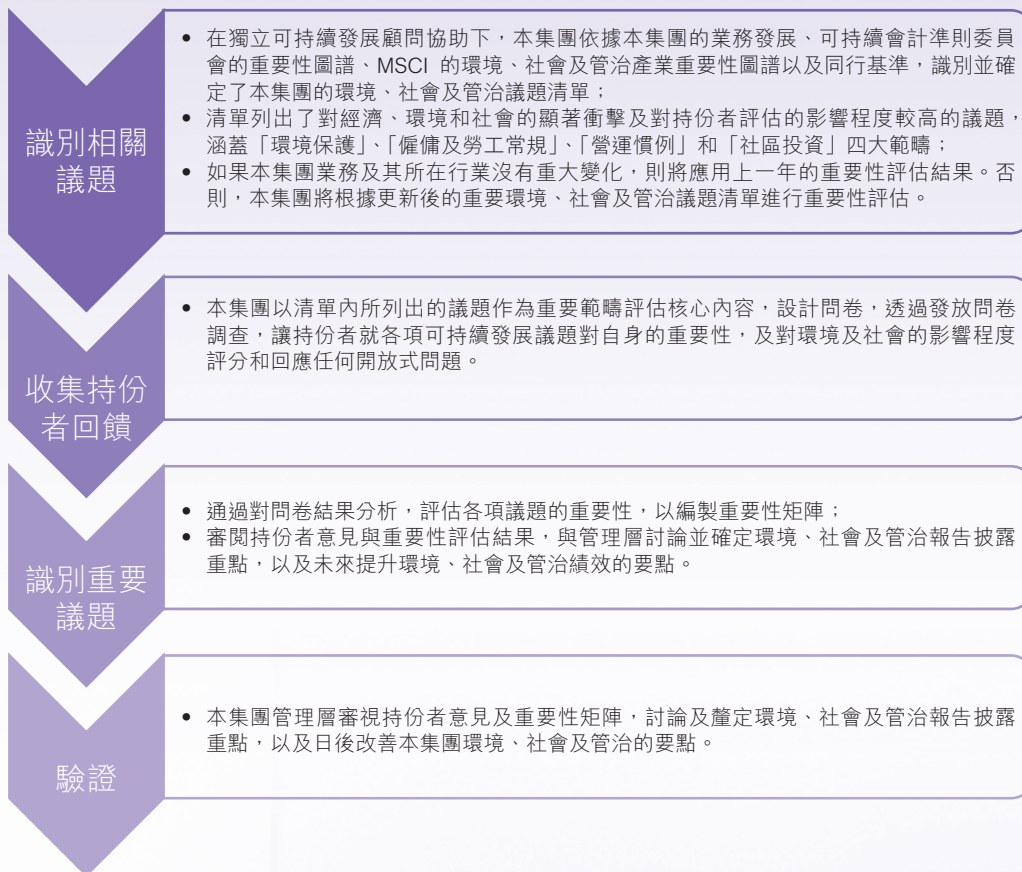 識別相關
議題
• 在獨立可持續發展顧問協助下，本集團依據本集團的業務發展、可持續會計準則委員
會的重要性圖譜、MSCI 的環境、社會及管治產業重要性圖譜以及同行基準，識別並確
定了本集團的環境、社會及管治議題清單；
• 清單列出了對經濟、環境和社會的顯著衝擊及對持份者評估的影響程度較高的議題，
涵蓋「環境保護」、「僱傭及勞工常規」、「營運慣例」和「社區投資」四大範疇；
• 如果本集團業務及其所在行業沒有重大變化，則將應用上一年的重要性評估結果。否
則，本集團將根據更新後的重要環境、社會及管治議題清單進行重要性評估。
收集持份
者回饋
• 本集團以清單內所列出的議題作為重要範疇評估核心內容，設計問卷，透過發放問卷
調查，讓持份者就各項可持續發展議題對自身的重要性，及對環境及社會的影響程度
評分和回應任何開放式問題。
識別重要
議題
• 通過對問卷結果分析，評估各項議題的重要性，以編製重要性矩陣；
• 審閱持份者意見與重要性評估結果，與管理層討論並確定環境、社會及管治報告披露
重點，以及未來提升環境、社會及管治績效的要點。
驗證
• 本集團管理層審視持份者意見及重要性矩陣，討論及釐定環境、社會及管治報告披露
重點，以及日後改善本集團環境、社會及管治的要點。